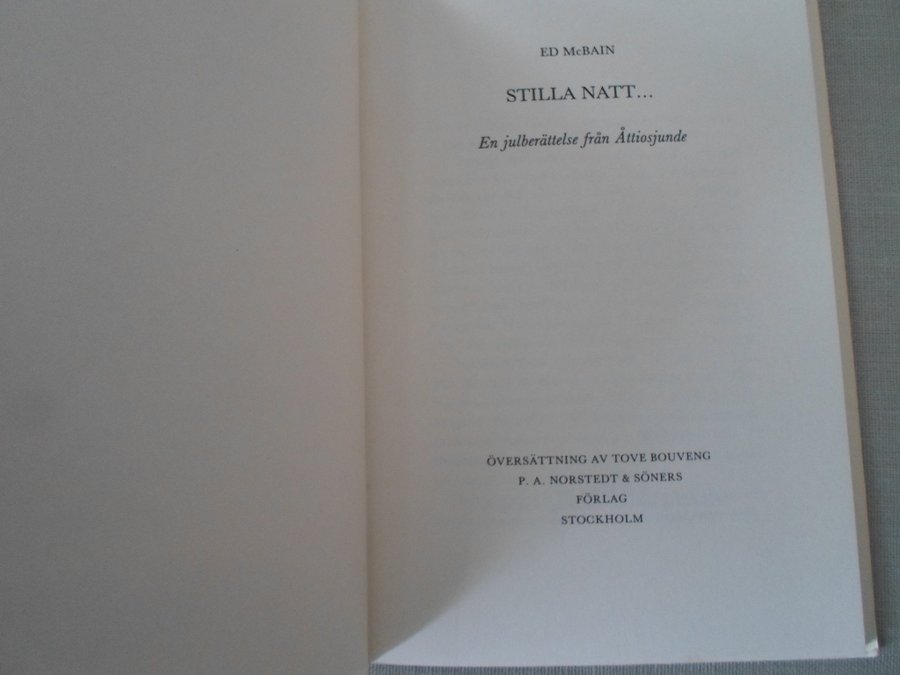 ED McBAIN
STILLA NATT...
En julberättelse från Åttiosjunde
ÖVERSÄTTNING AV TOVE BOUVENG
P. A. NORSTEDT & SÖNERS
FÖRLAG
STOCKHOLM